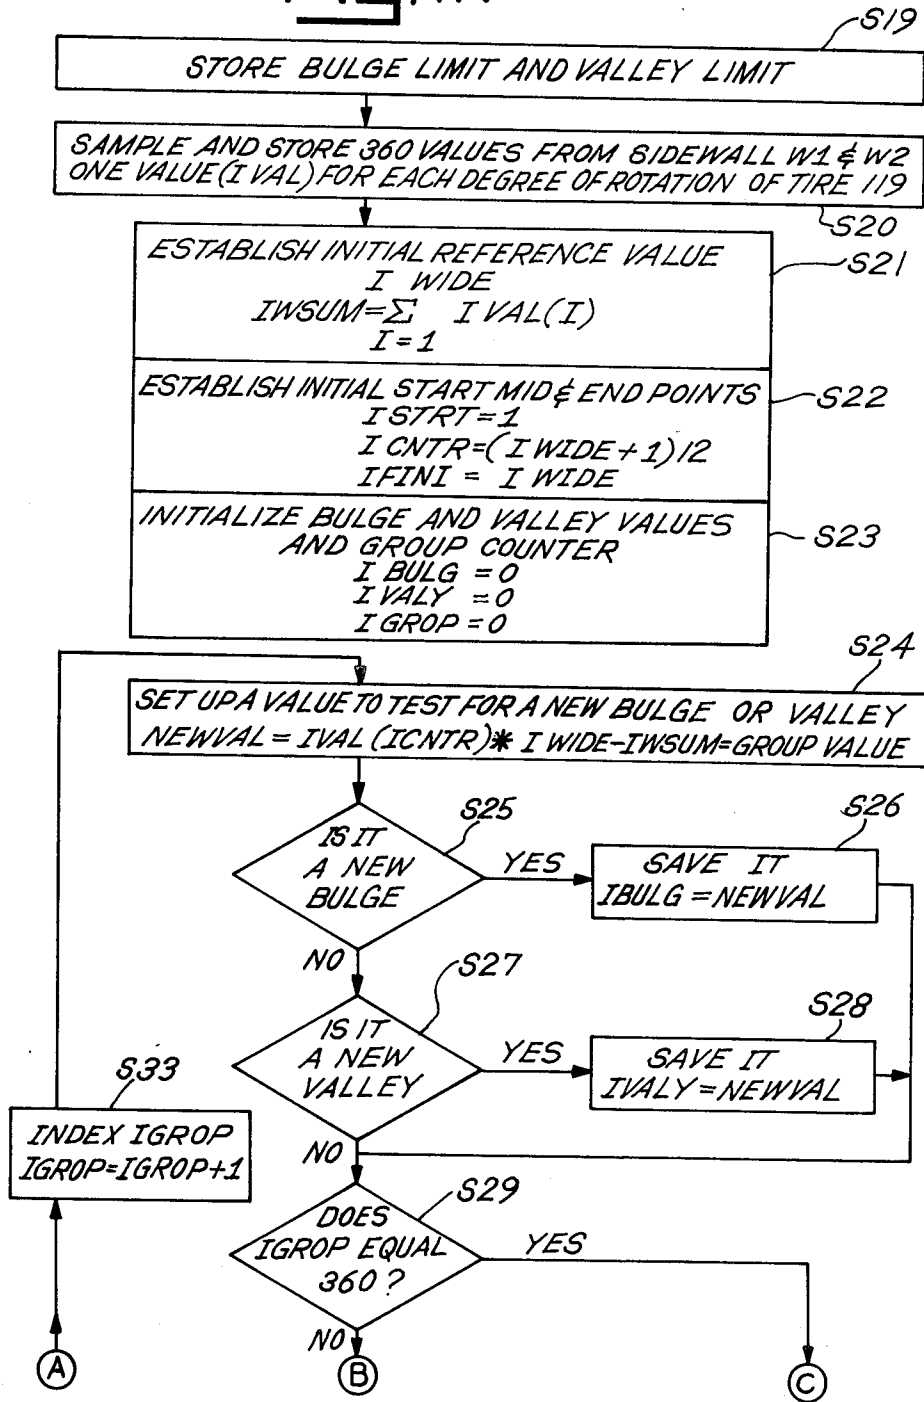 S19
STORE BULGE LIMIT AND VALLEY LIMIT
SAMPLE AND STORE 360 VALUES FROM SIDEWALL W1 & W2
ONE VALUE (I VAL) FOR EACH DEGREE OF ROTATION OF TIRE 119
S20
ESTABLISH INITIAL REFERENCE VALUE
I WIDE
IWSUM=Σ I VAL(I)
I=1
S21
ESTABLISH INITIAL START MID & END POINTS
I STRT=1
I CNTR=(I WIDE+1)/2
IFINI = I WIDE
S22
INITIALIZE BULGE AND VALLEY VALUES
AND GROUP COUNTER
I BULG =0
I VALY =0
I GROP=0
S23
S24
SET UP A VALUE TO TEST FOR A NEW BULGE OR VALLEY
NEWVAL=IVAL(ICNTR)* I WIDE-IWSUM=GROUP VALUE
S25
IS IT
A NEW
BULGE
YES
S26
SAVE IT
IBULG=NEWVAL
NO
S27
IS IT
A NEW
VALLEY
YES
S28
SAVE IT
IVALY=NEWVAL
S33
INDEX IGROP
IGROP=IGROP+1
NO
S29
DOES
IGROP EQUAL
360?
YES
NO
A
B
C